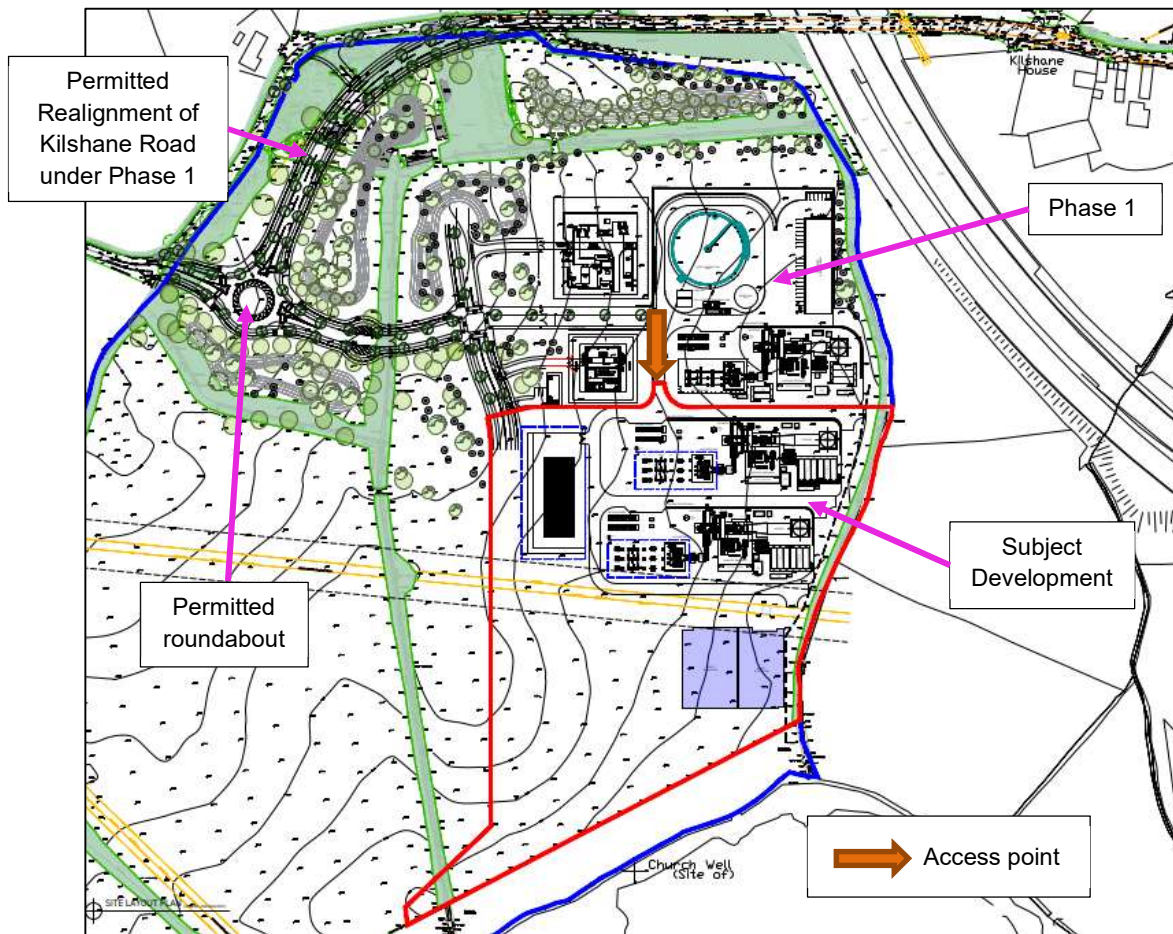 Permitted
Realignment of
Kilshane Road
under Phase 1
Kilshane
House
Phase 1
Subject
Development
Permitted
roundabout
Access point
Church Well
(Site of)
SITE LAYOUT PLAN